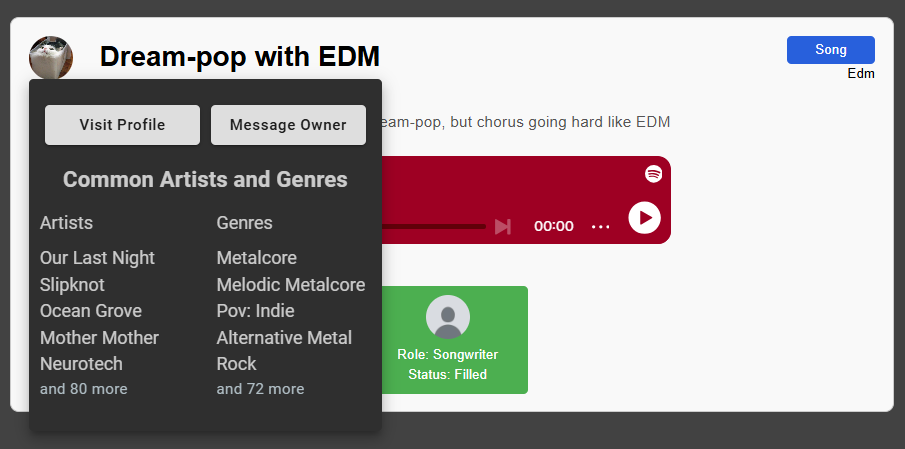 Dream-pop with EDM
Song
Edm
Visit Profile
Message Owner
eam-pop, but chorus going hard like EDM
Common Artists and Genres
Artists
Genres
Our Last Night
Metalcore
Slipknot
Melodic Metalcore
Ocean Grove
Pov: Indie
Mother Mother
Alternative Metal
Neurotech
Rock
and 80 more
and 72 more
00:00
Role: Songwriter
Status: Filled